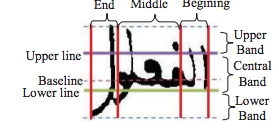 End Middle Begining
Upper Band
Upper line
Central Band
Baseline
Lower line
Lower Band